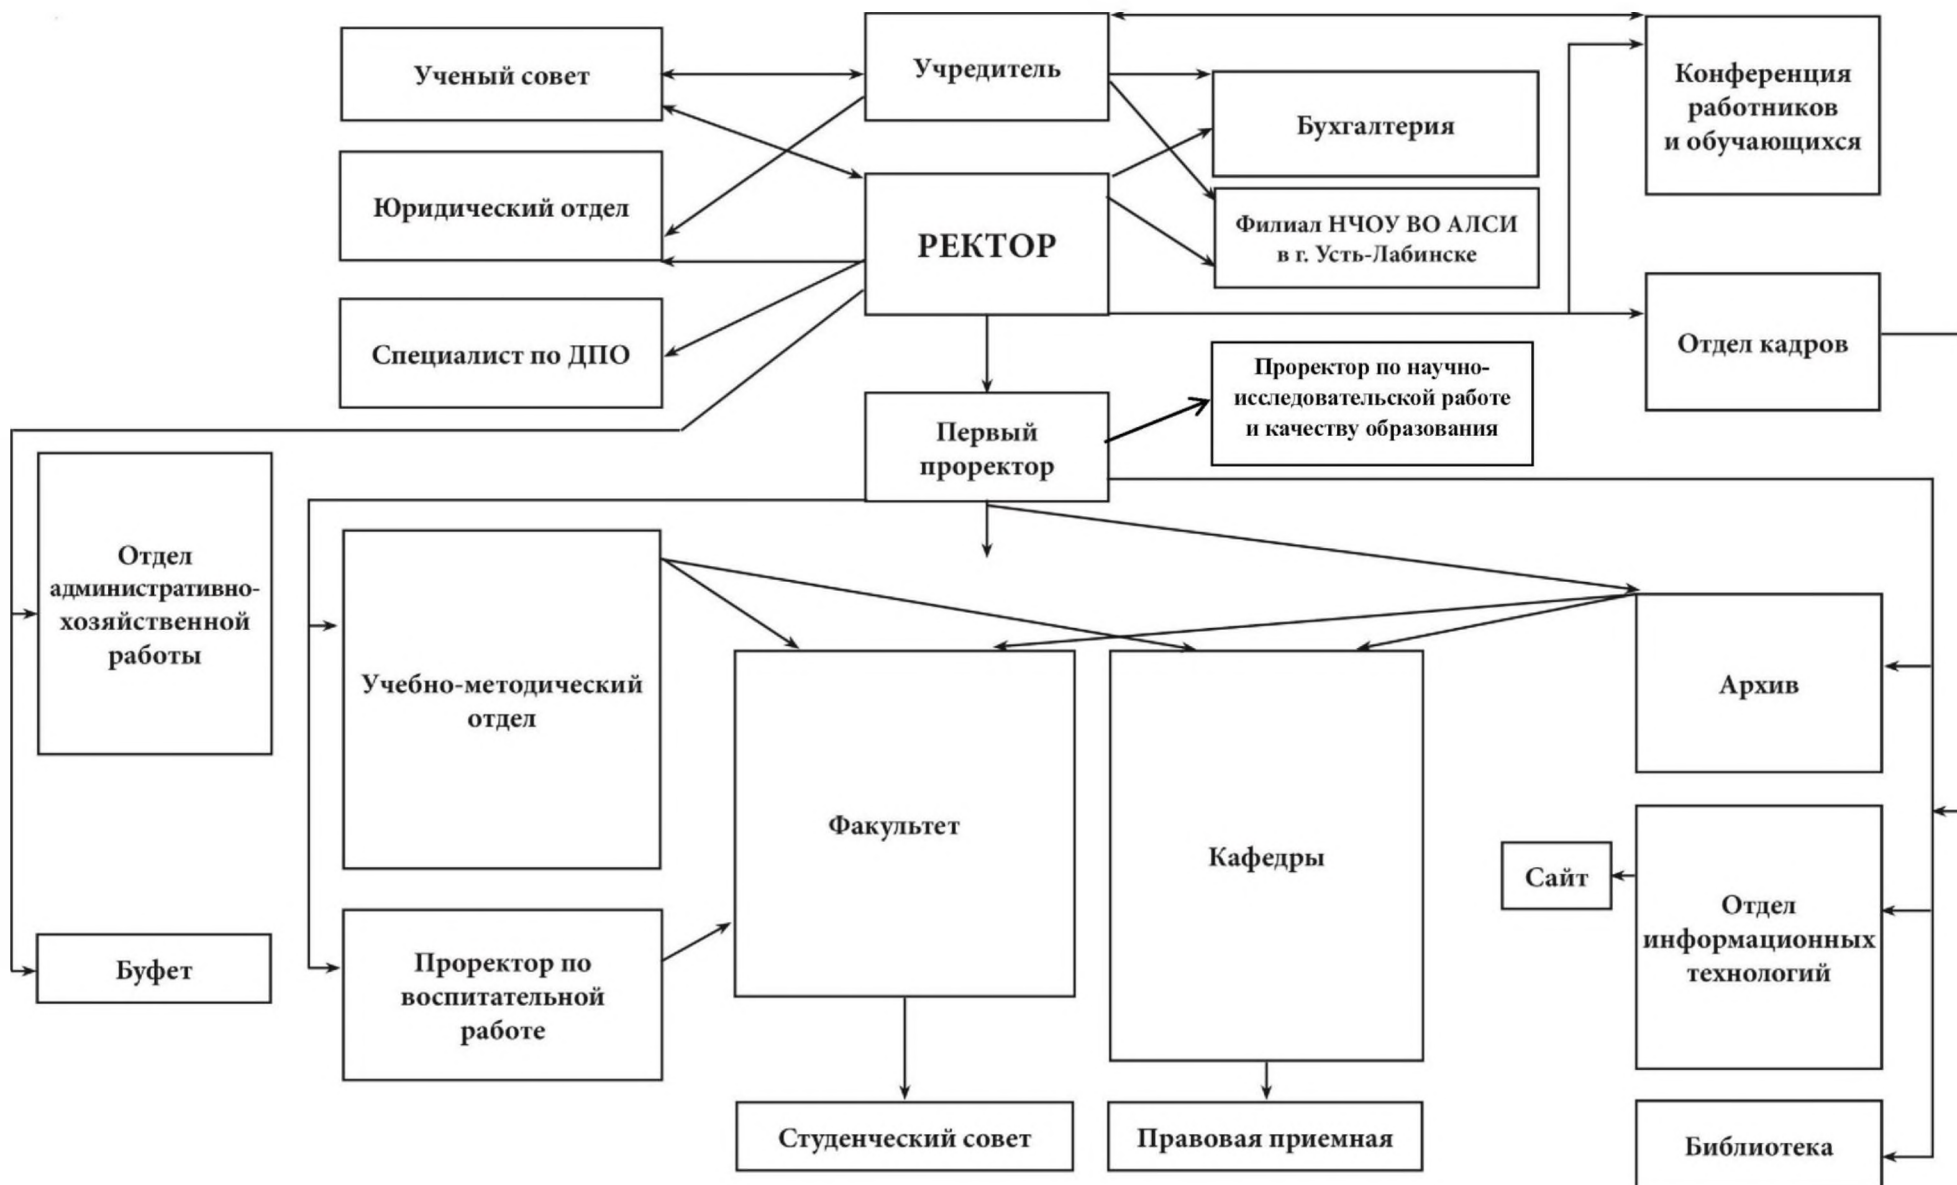 Ученый совет
Учредитель
Конференция
работников
и обучающихся
Бухгалтерия
Юридический отдел
РЕКТОР
Филиал НЧОУ ВО АЛСИ
в г. Усть-Лабинске
Специалист по ДПО
Отдел кадров
Проректор по научно-
исследовательской работе
и качеству образования
Первый
проректор
Отдел
административно-
хозяйственной
работы
Учебно-методический
отдел
Архив
Факультет
Кафедры
Сайт
Отдел
информационных
технологий
Буфет
Проректор по
воспитательной
работе
Студенческий совет
Правовая приемная
Библиотека